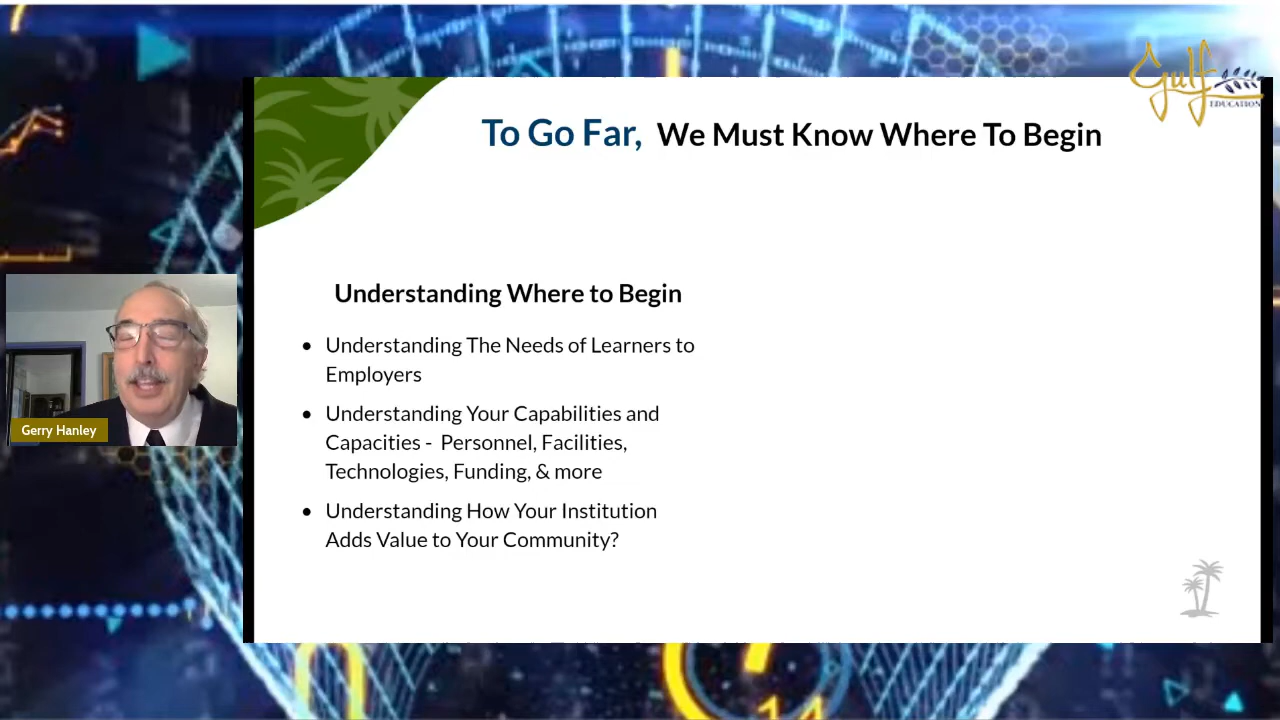 Gulf
EDUCATION
To Go Far, We Must Know Where To Begin
Understanding Where to Begin
• Understanding The Needs of Learners to
Employers
• Understanding Your Capabilities and
Capacities - Personnel, Facilities,
Technologies, Funding, & more
• Understanding How Your Institution
Adds Value to Your Community?
Gerry Hanley
14